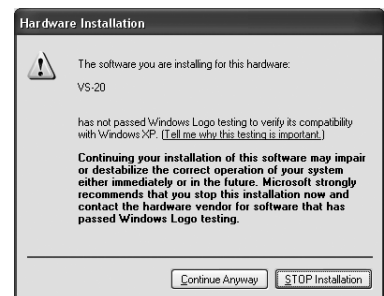 Hardware Installation
The software you are installing for this hardware:
VS-20
has not passed Windows Logo testing to verify its compatibility
with Windows XP. (Tell me why this testing is important.)
Continuing your installation of this software may impair
or destabilize the correct operation of your system
either immediately or in the future. Microsoft strongly
recommends that you stop this installation now and
contact the hardware vendor for software that has
passed Windows Logo testing.
Continue Anyway
STOP Installation